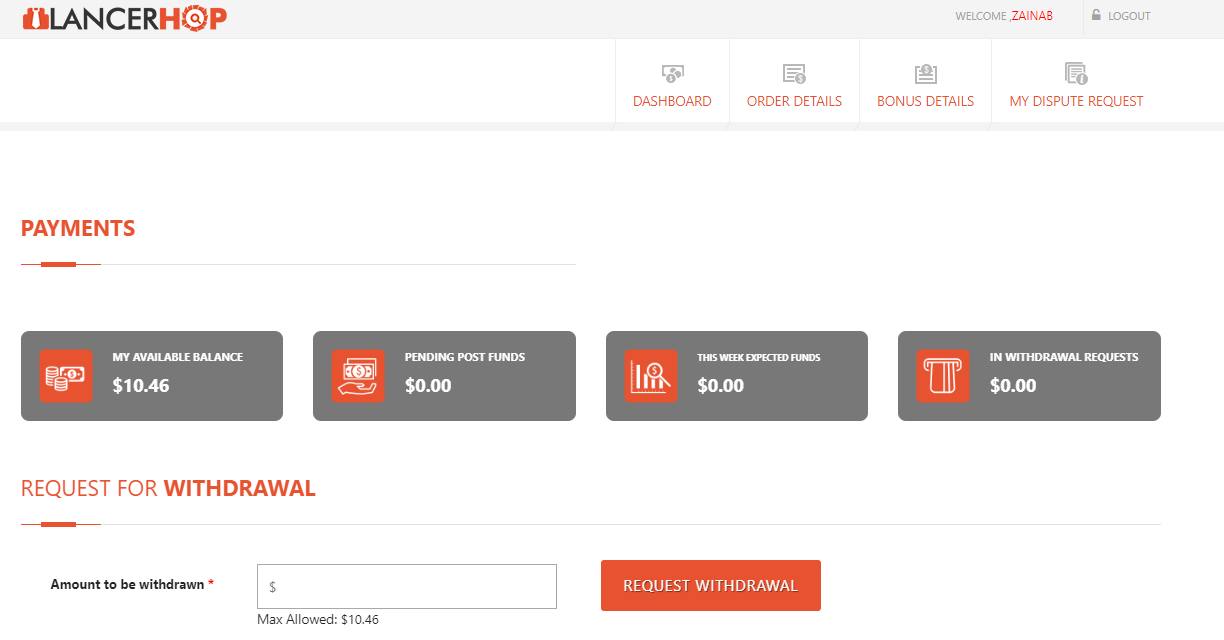 LANCERHOP
WELCOME ,ZAINAB
LOGOUT
DASHBOARD
ORDER DETAILS
BONUS DETAILS
MY DISPUTE REQUEST
PAYMENTS
MY AVAILABLE BALANCE
$10.46
PENDING POST FUNDS
$0.00
THIS WEEK EXPECTED FUNDS
$0.00
IN WITHDRAWAL REQUESTS
$0.00
REQUEST FOR WITHDRAWAL
Amount to be withdrawn *
$
REQUEST WITHDRAWAL
Max Allowed: $10.46